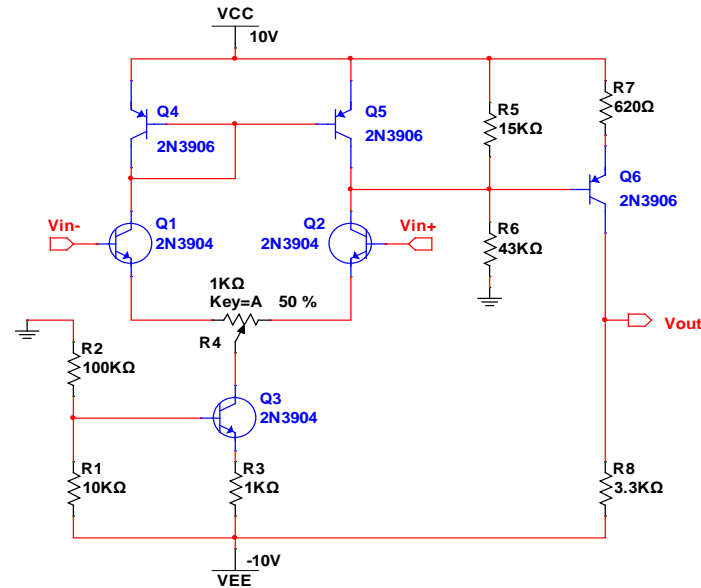 VCC
10V
Q4
2N3906
Q5
2N3906
R5
15KΩ
R7
620Ω
Q6
2N3906
Vin-
Q1
2N3904
Q2
2N3904
Vin+
R6
43KΩ
1KΩ
Key=A 50 %
R4
Vout
R2
100KΩ
Q3
2N3904
R1
10KΩ
R3
1KΩ
R8
3.3KΩ
-10V
VEE